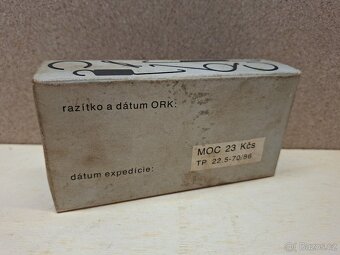 razítko a dátum ORK:
MOC 23 Kčs
TP 22.5-70/86
dátum expedície: